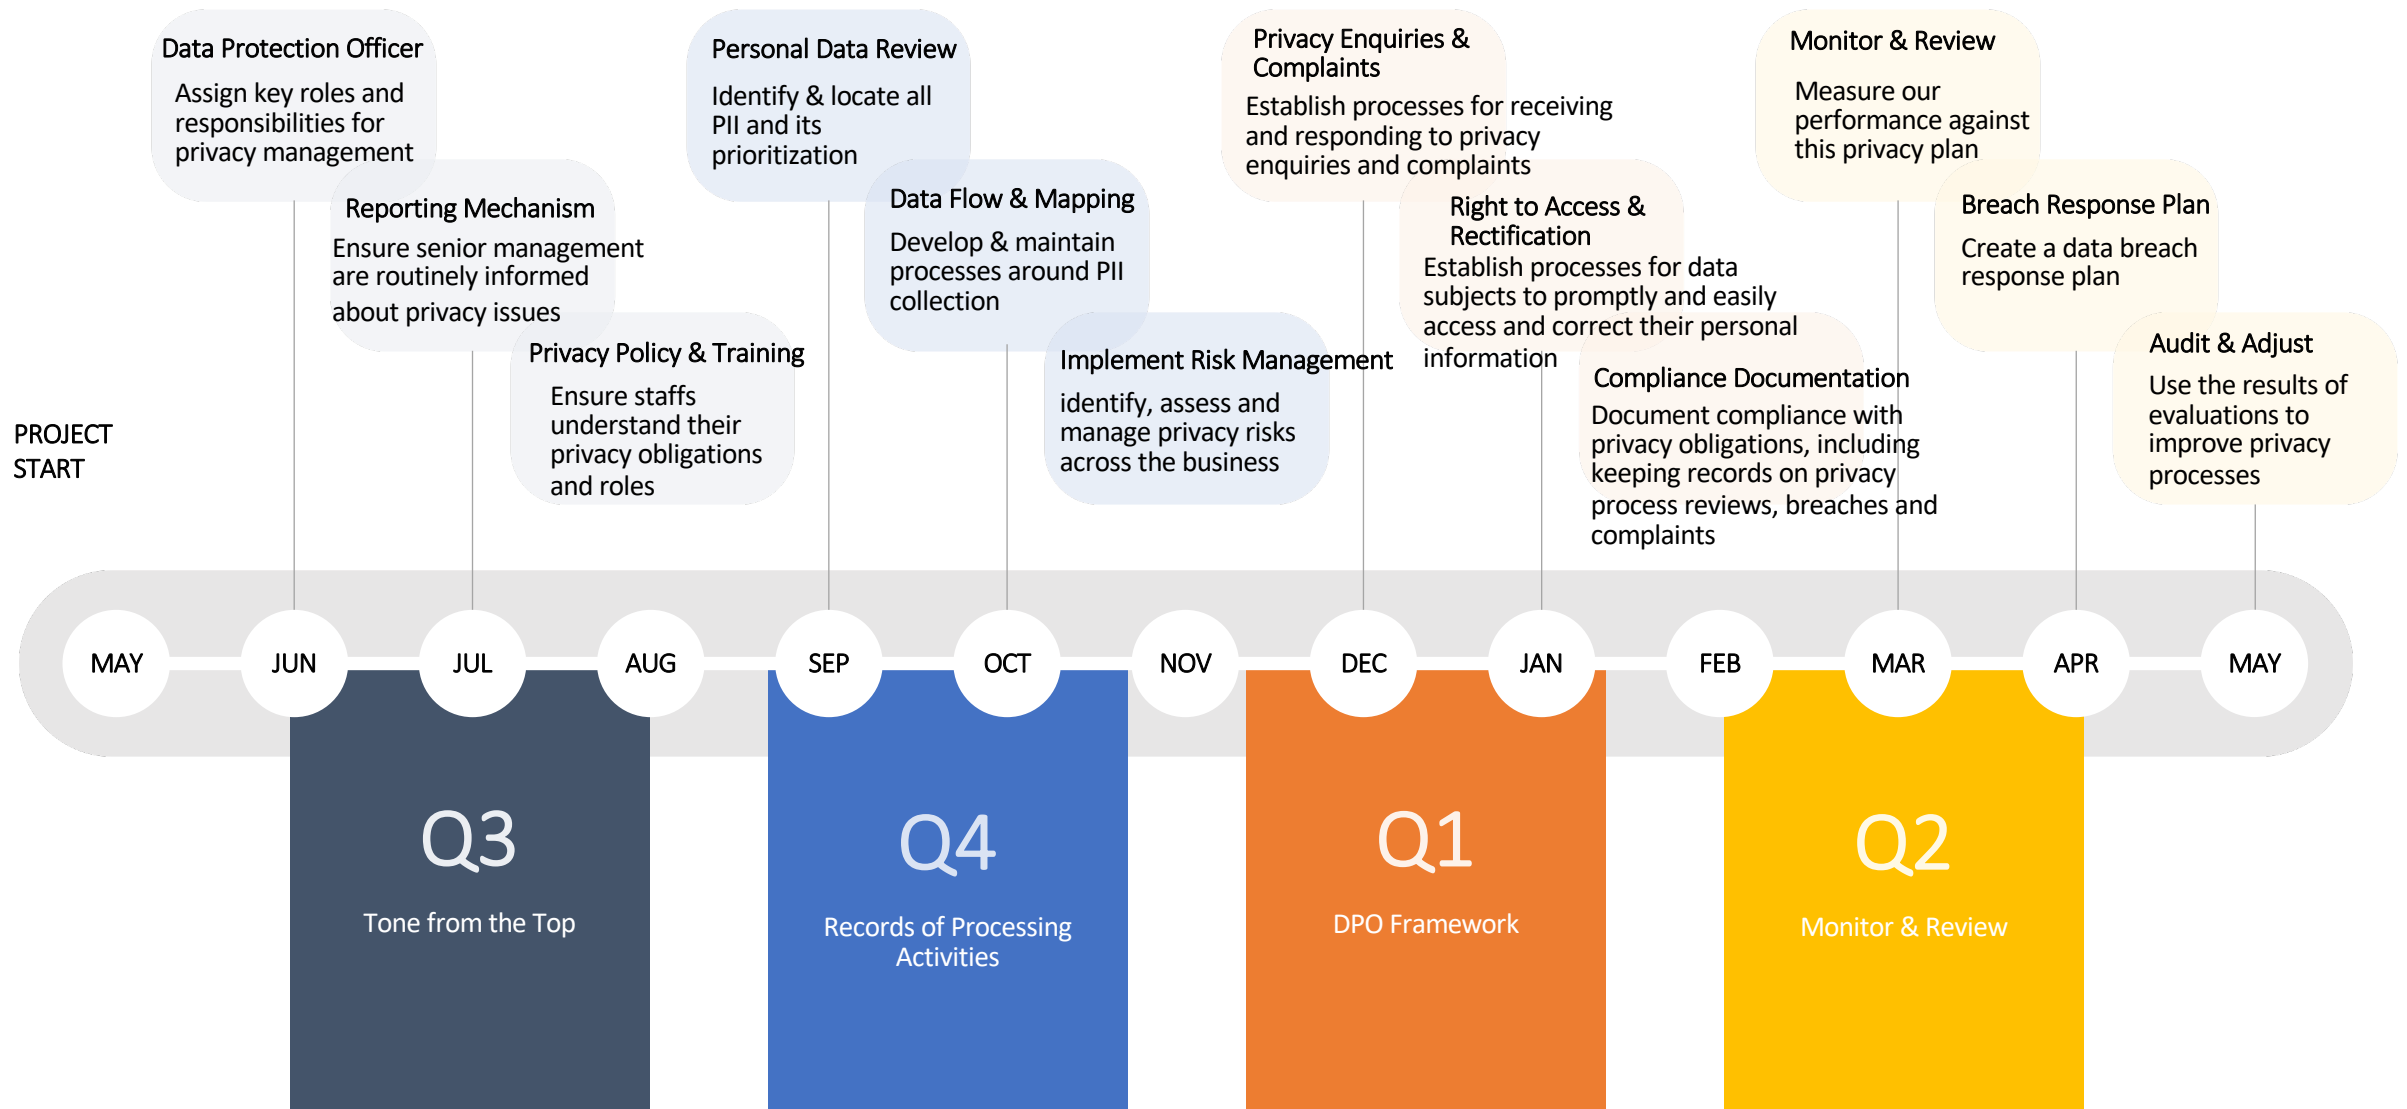 Data Protection Officer
Assign key roles and
responsibilities for
privacy management
Reporting Mechanism
Ensure senior management
are routinely informed
about privacy issues
Privacy Policy & Training
Ensure staffs
understand their
privacy obligations
and roles
Personal Data Review
Identify & locate all
PII and its
prioritization
Data Flow & Mapping
Develop & maintain
processes around PII
collection
Implement Risk Management
identify, assess and
manage privacy risks
across the business
Privacy Enquiries &
Complaints
Establish processes for receiving
and responding to privacy
enquiries and complaints
Right to Access &
Rectification
Establish processes for data
subjects to promptly and easily
access and correct their personal
information
Compliance Documentation
Document compliance with
privacy obligations, including
keeping records on privacy
process reviews, breaches and
complaints
Monitor & Review
Measure our
performance against
this privacy plan
Breach Response Plan
Create a data breach
response plan
Audit & Adjust
Use the results of
evaluations to
improve privacy
processes
PROJECT
START
MAY
JUN
JUL
AUG
SEP
OCT
NOV
DEC
JAN
FEB
MAR
APR
MAY
Q3
Tone from the Top
Q4
Records of Processing
Activities
Q1
DPO Framework
Q2
Monitor & Review